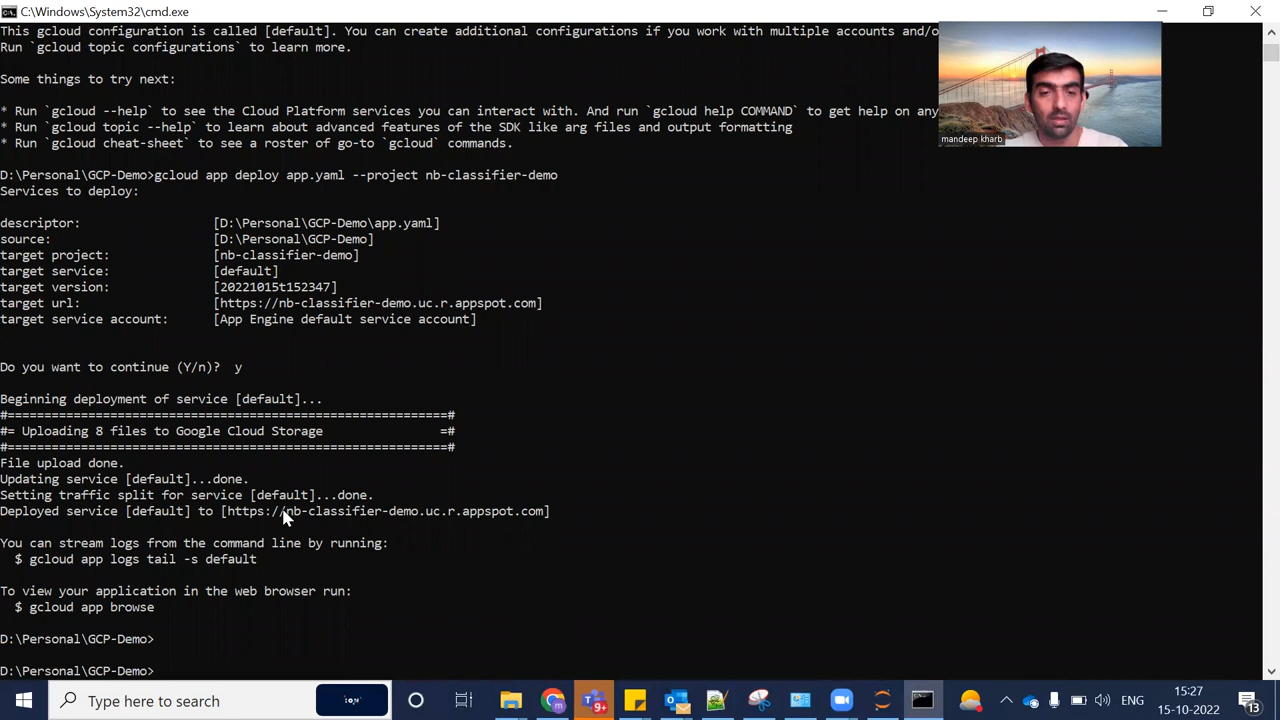 C:\Windows\System32\cmd.exe
This gcloud configuration is called [default]. You can create additional configurations if you work with multiple accounts and/o
Run `gcloud topic configurations` to learn more.
Some things to try next:
* Run `gcloud --help` to see the Cloud Platform services you can interact with. And run `gcloud help COMMAND` to get help on any
* Run `gcloud topic --help` to learn about advanced features of the SDK like arg files and output formatting
* Run `gcloud cheat-sheet` to see a roster of go-to `gcloud` commands.
mandeep kharb
D:\Personal\GCP-Demo>gcloud app deploy app.yaml --project nb-classifier-demo
Services to deploy:
descriptor: [D:\Personal\GCP-Demo\app.yaml]
source: [D:\Personal\GCP-Demo]
target project: [nb-classifier-demo]
target service: [default]
target version: [20221015t152347]
target url: [https://nb-classifier-demo.uc.r.appspot.com]
target service account: [App Engine default service account]
Do you want to continue (Y/n)? y
Beginning deployment of service [default]...
#============================================================#
#= Uploading 8 files to Google Cloud Storage =#
#============================================================#
File upload done.
Updating service [default]...done.
Setting traffic split for service [default]...done.
Deployed service [default] to [https://nb-classifier-demo.uc.r.appspot.com]
You can stream logs from the command line by running:
$ gcloud app logs tail -s default
To view your application in the web browser run:
$ gcloud app browse
D:\Personal\GCP-Demo>
D:\Personal\GCP-Demo>
Type here to search
9+
ENG
15:27
15-10-2022
13